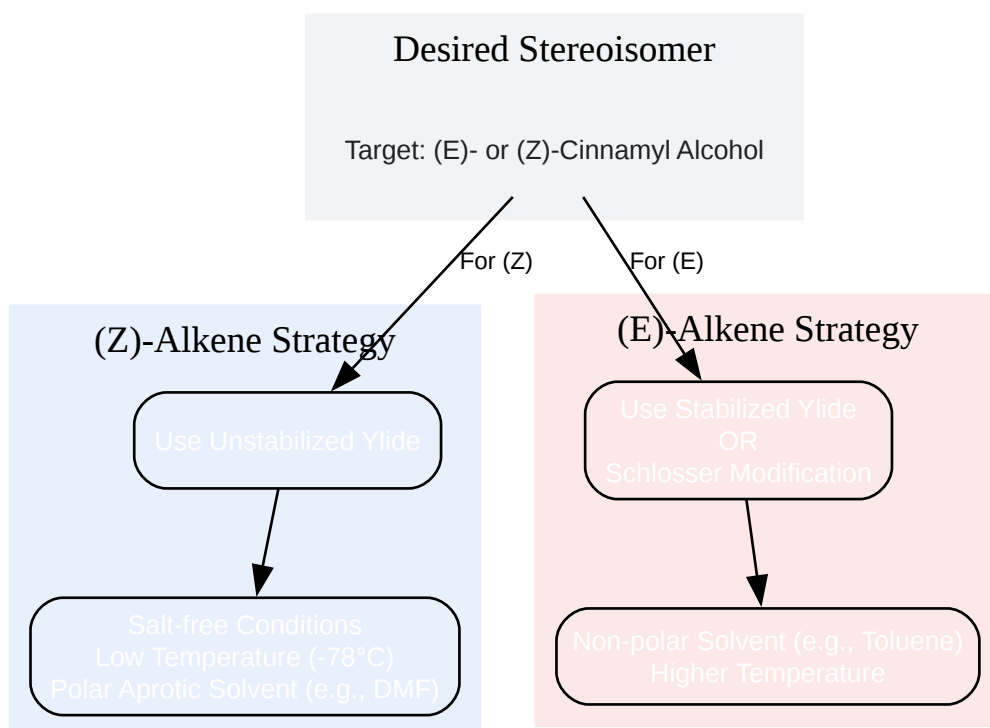 Desired Stereoisomer
Target: (E)- or (Z)-Cinnamyl Alcohol
For (Z)
For (E)
(Z)-Alkene Strategy
Use Unstabilized Ylide
Salt-free Conditions
Low Temperature (-78°C)
Polar Aprotic Solvent (e.g., DMF)
(E)-Alkene Strategy
Use Stabilized Ylide
OR
Schlosser Modification
Non-polar Solvent (e.g., Toluene)
Higher Temperature